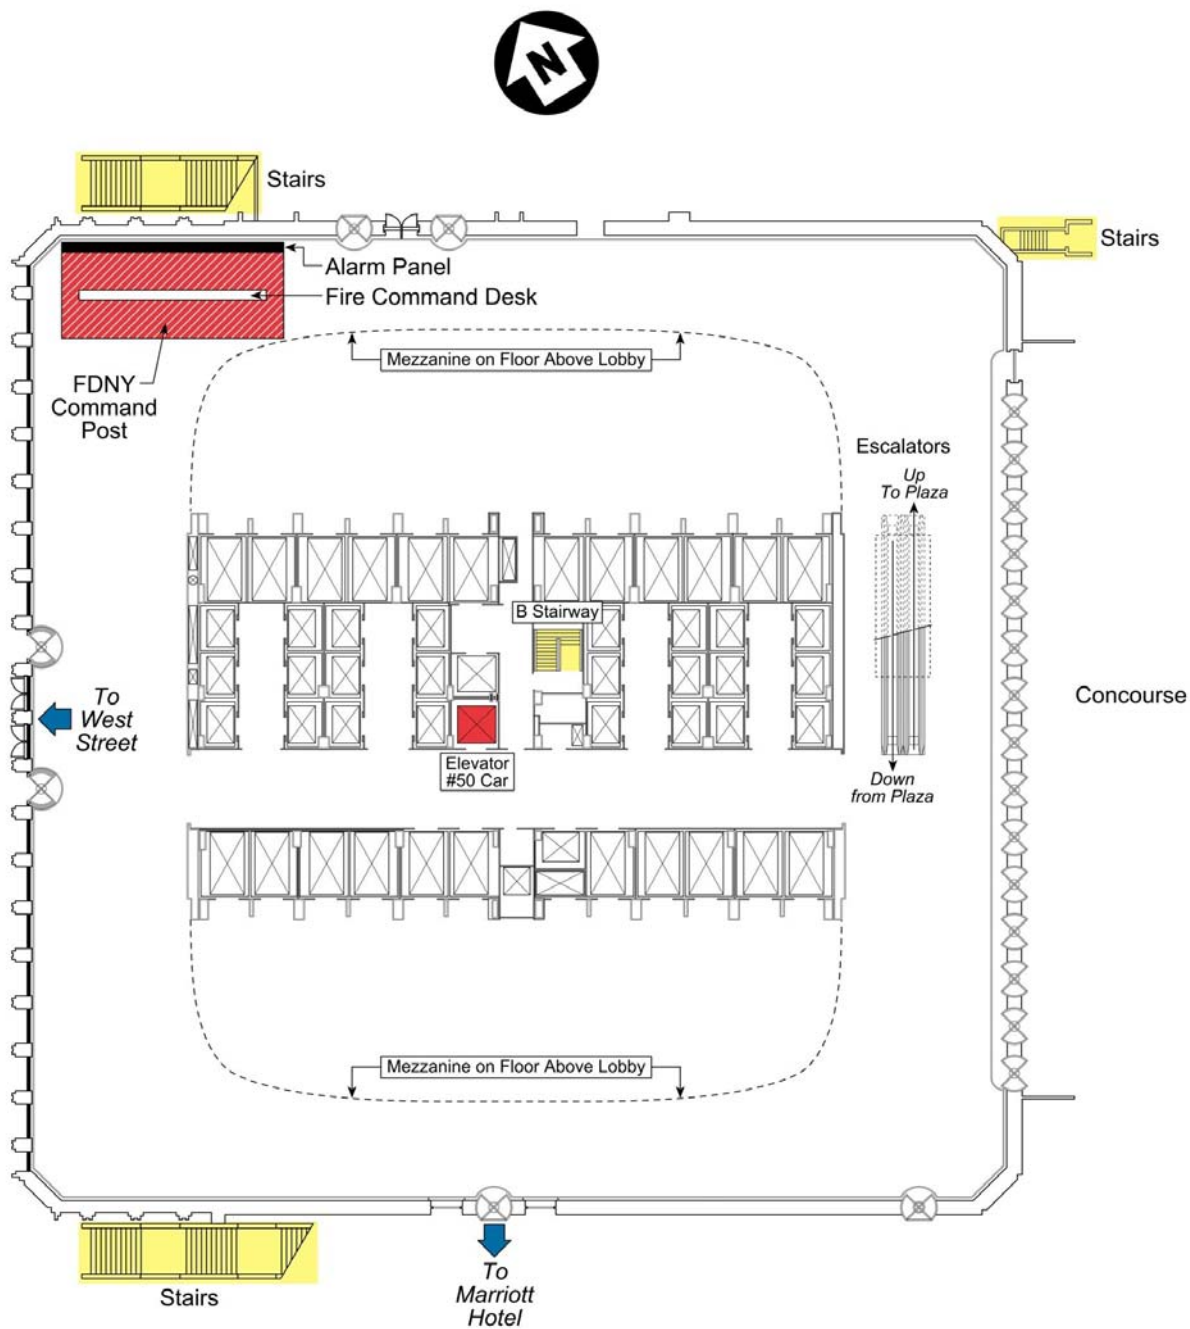 N
Stairs
Stairs
Alarm Panel
Fire Command Desk
Mezzanine on Floor Above Lobby
FDNY
Command
Post
Escalators
Up
To Plaza
B Stairway
To
West
Street
Concourse
Elevator
#50 Car
Down
from Plaza
Mezzanine on Floor Above Lobby
Stairs
To
Marriott
Hotel